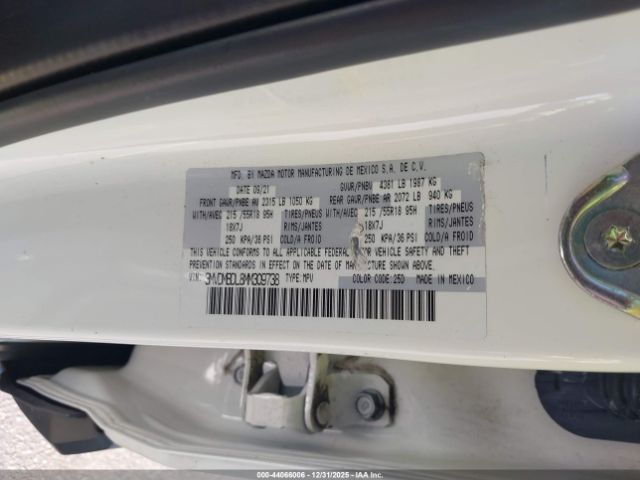 MFD. BY MAZDA MOTOR MANUFACTURING DE MEXICO S.A. DE C.V.
DATE 09/21 GVWR/PNBV 4381 LB 1987 KG
FRONT GAWR/PNBE AV 2315 LB 1050 KG REAR GAWR/PNBE AR 2072 LB 940 KG
WITH/AVEC 215 /55R18 95H TIRES/PNEUS WITH/AVEC 215 /55R18 95H TIRES/PNEUS
18X7J RIMS/JANTES 18X7J RIMS/JANTES
250 KPA/36 PSI COLD/A FROID 250 KPA/36 PSI COLD/A FROID
THIS VEHICLE CONFORMS TO ALL APPLICABLE FEDERAL MOTOR VEHICLE SAFETY AND THEFT
PREVENTION STANDARDS IN EFFECT ON THE DATE OF MANUFACTURE SHOWN ABOVE.
VIN: TYPE: MPV COLOR CODE: 25D MADE IN MEXICO
000-44066006 - 12/31/2025 - IAAI.com